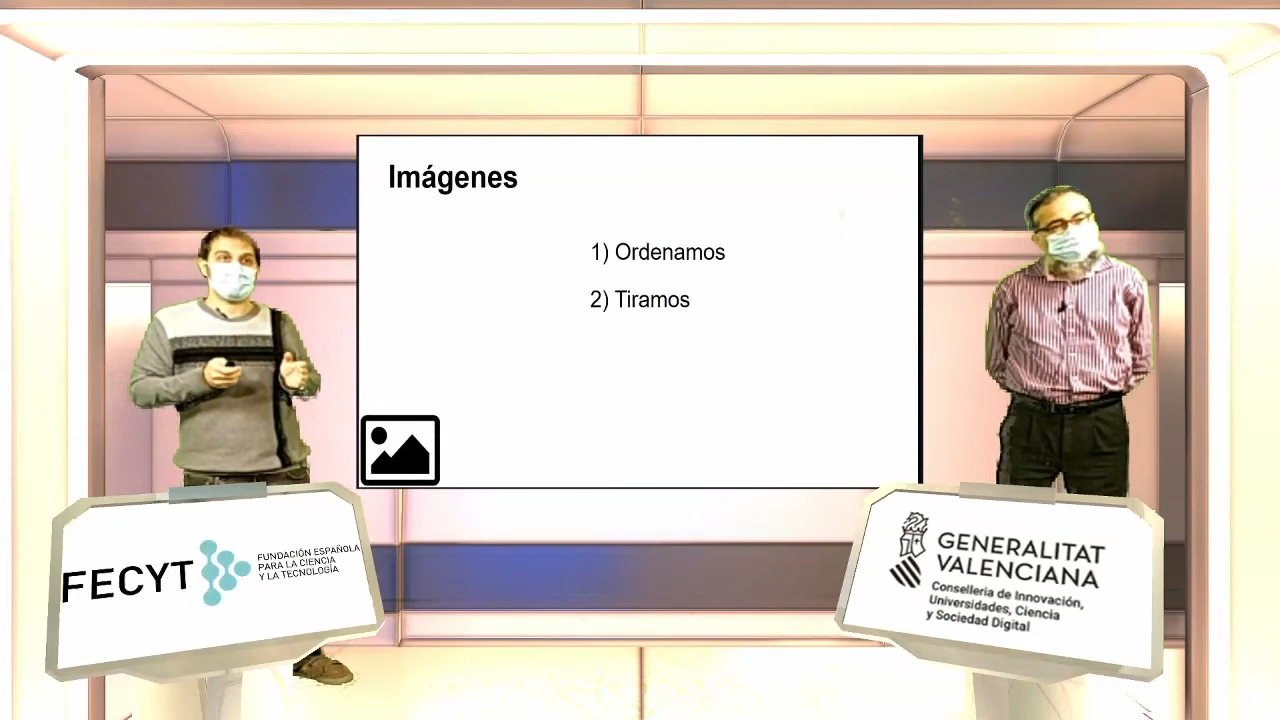 Imágenes
1) Ordenamos
2) Tiramos
FECYT
FUNDACIÓN ESPAÑOLA
PARA LA CIENCIA
Y LA TECNOLOGÍA
GENERALITAT
VALENCIANA
Conselleria de Innovación,
Universidades, Ciencia
y Sociedad Digital